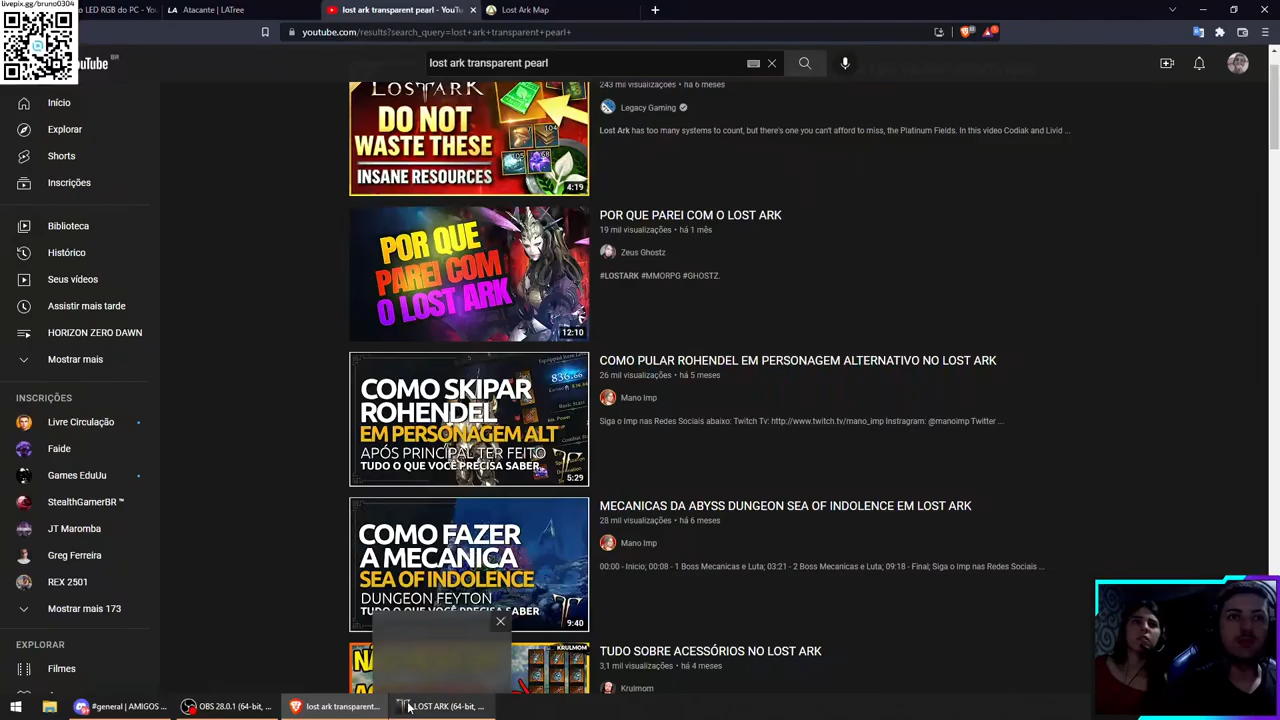 livepix.gg/bruno0304
o LED RGB do PC - Yo
LA Atacante | LATree
lost ark transparent pearl - YouTu
Lost Ark Map
youtube.com/results?search_query=lost+ark+transparent+pearl+
YouTube BR
lost ark transparent pearl
Início
Explorar
Shorts
Inscrições
Biblioteca
Histórico
Seus vídeos
Assistir mais tarde
HORIZON ZERO DAWN
Mostrar mais
INSCRIÇÕES
Livre Circulação
Faide
Games EduUu
StealthGamerBR ™
JT Maromba
Greg Ferreira
REX 2501
Mostrar mais 173
EXPLORAR
Filmes
LOST ARK
DO NOT
WASTE THESE
INSANE RESOURCES
4:19
243 mil visualizações • há 6 meses
Legacy Gaming
Lost Ark has too many systems to count, but there's one you can't afford to miss, the Platinum Fields. In this video Codiak and Livid ...
POR QUE
PAREI COM
O LOST ARK
12:10
POR QUE PAREI COM O LOST ARK
19 mil visualizações • há 1 mês
Zeus Ghostz
#LOSTARK #MMORPG #GHOSTZ.
COMO SKIPAR
ROHENDEL
EM PERSONAGEM ALT
APÓS PRINCIPAL TER FEITO
TUDO O QUE VOCÊ PRECISA SABER
5:29
COMO PULAR ROHENDEL EM PERSONAGEM ALTERNATIVO NO LOST ARK
26 mil visualizações • há 5 meses
Mano Imp
Siga o Imp nas Redes Sociais abaixo: Twitch Tv: http://www.twitch.tv/mano_imp Instragram: @manoimp Twitter ...
COMO FAZER
A MECÂNICA
SEA OF INDOLENCE
DUNGEON FEYTON
9:40
MECANICAS DA ABYSS DUNGEON SEA OF INDOLENCE EM LOST ARK
28 mil visualizações • há 6 meses
Mano Imp
00:00 - Inicio; 00:08 - 1 Boss Mecanicas e Luta; 03:21 - 2 Boss Mecanicas e Luta; 09:18 - Final; Siga o Imp nas Redes Sociais ...
KRULMOM
TUDO SOBRE ACESSÓRIOS NO LOST ARK
3,1 mil visualizações • há 4 meses
Krulmom
#general | AMIGOS ...
OBS 28.0.1 (64-bit, ...
lost ark transparent...
LOST ARK (64-bit, ...